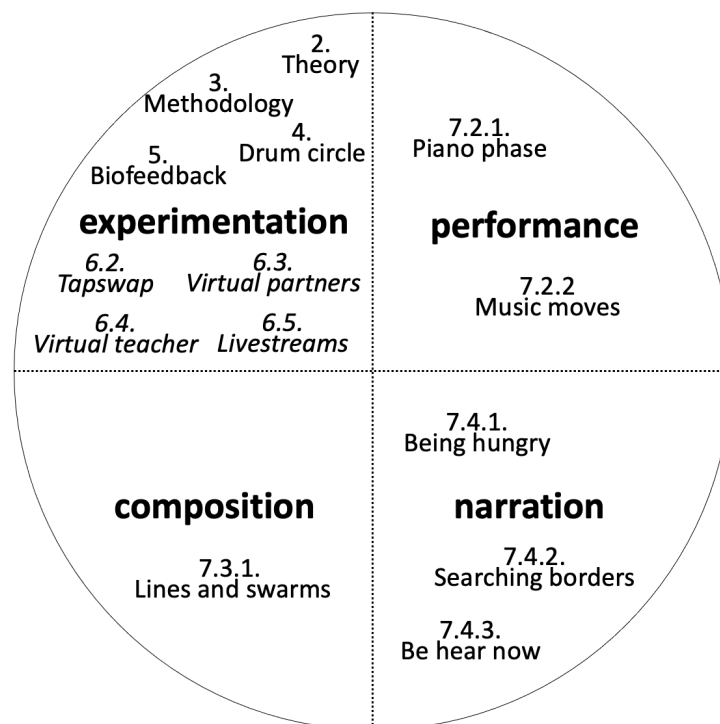 2.
Theory
3.
Methodology
4.
Drum circle
5.
Biofeedback
experimentation
6.2.
Tapswap
6.3.
Virtual partners
6.4.
Virtual teacher
6.5.
Livestreams
7.2.1.
Piano phase
performance
7.2.2
Music moves
composition
7.3.1.
Lines and swarms
7.4.1.
Being hungry
narration
7.4.2.
Searching borders
7.4.3.
Be hear now